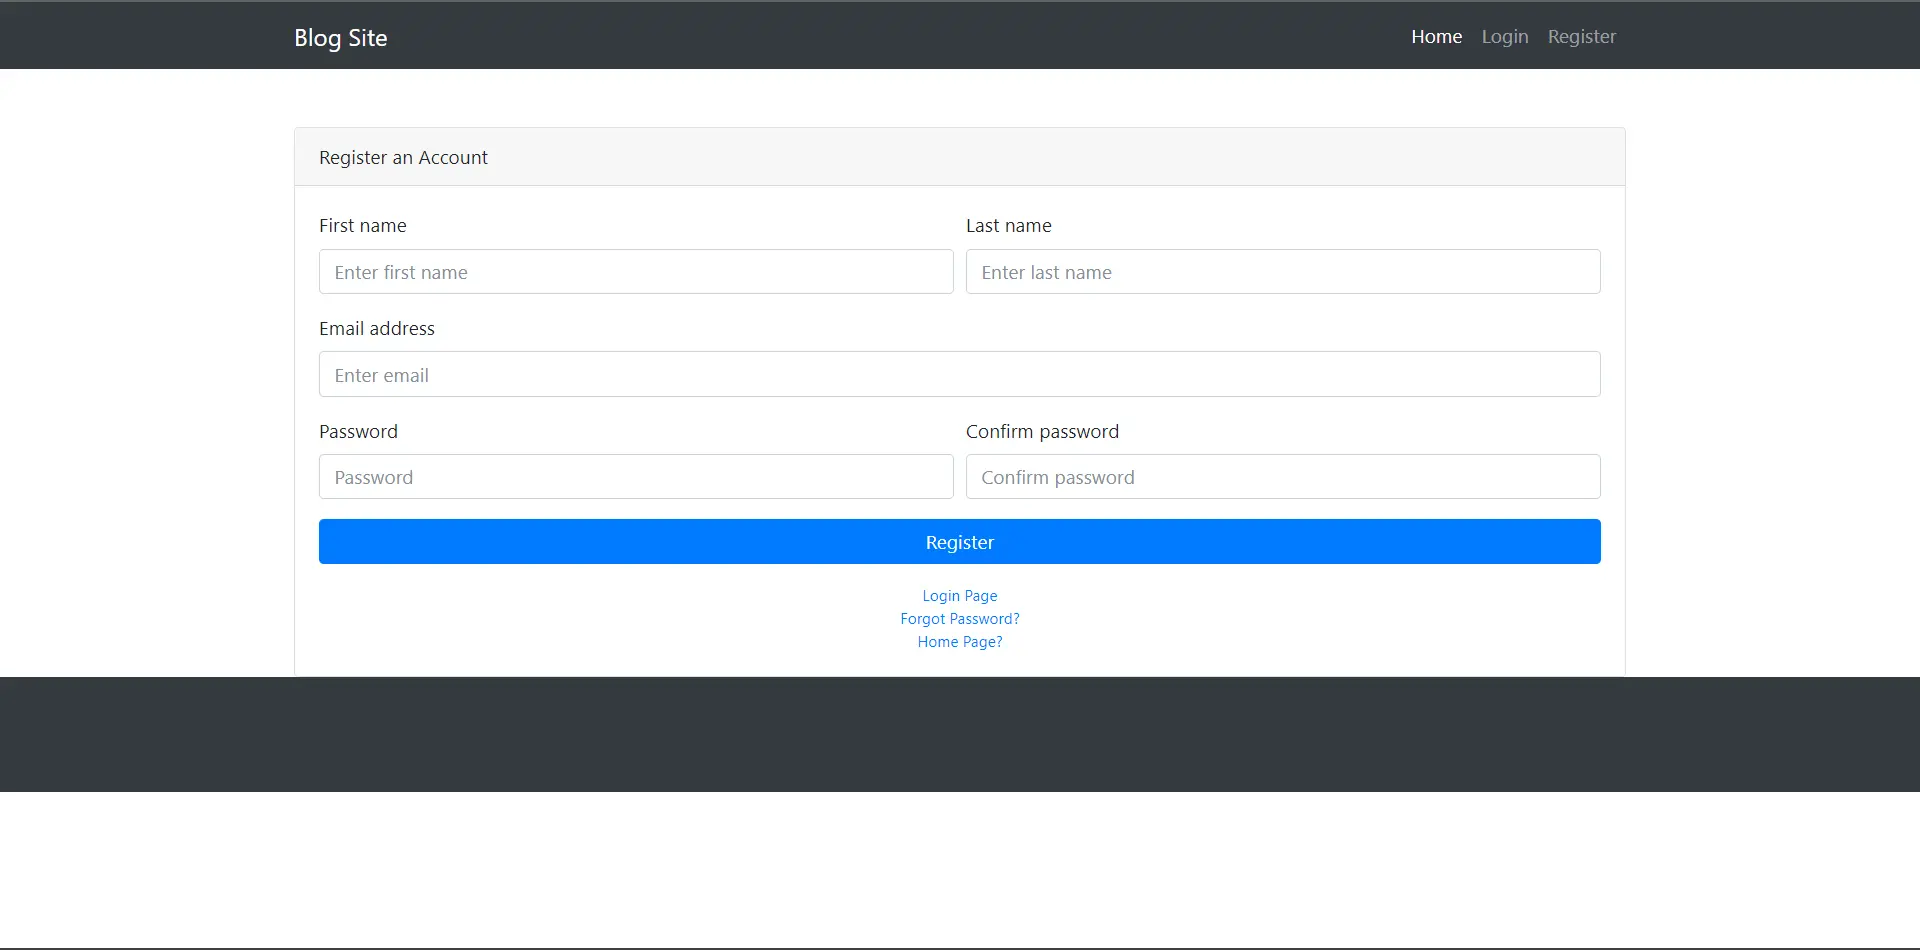 Blog Site
Home Login Register
Register an Account
First name
Last name
Enter first name
Enter last name
Email address
Enter email
Password
Confirm password
Password
Confirm password
Register
Login Page
Forgot Password?
Home Page?